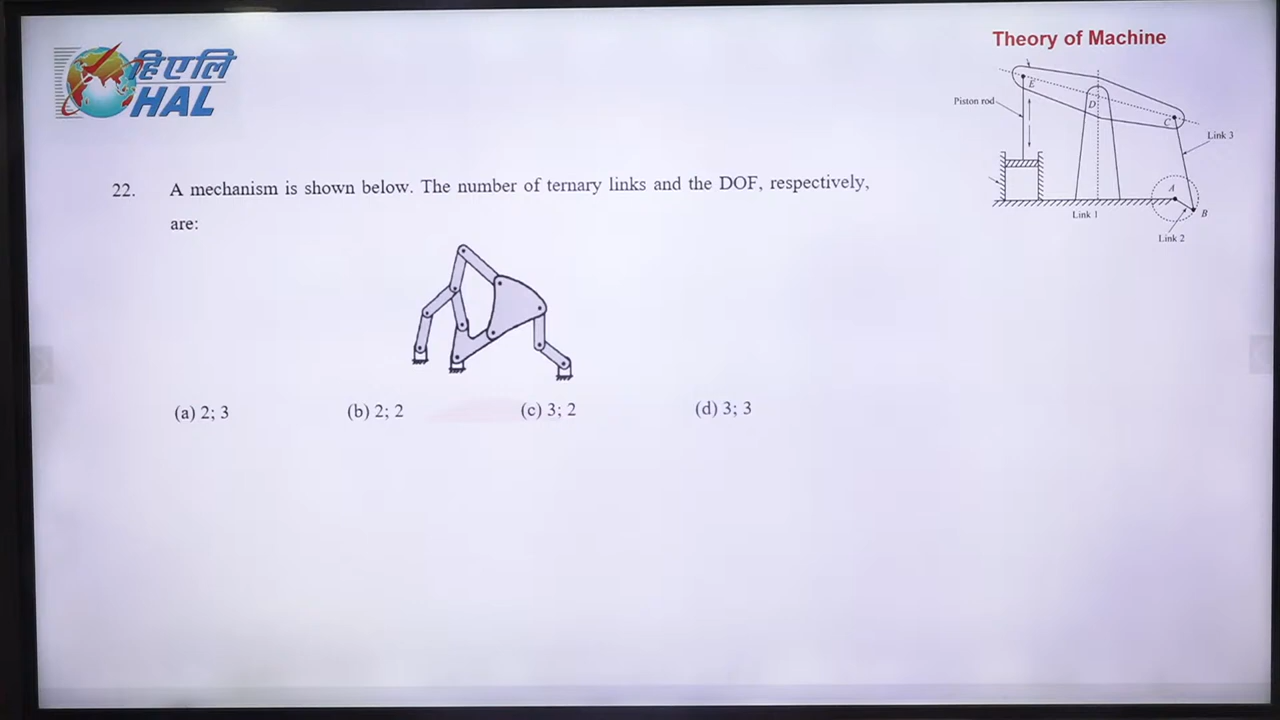 हिएलि
HAL
Theory of Machine
E
Piston rod
D
C
Link 3
A
B
Link 1
Link 2
22. A mechanism is shown below. The number of ternary links and the DOF, respectively,
are:
(a) 2; 3 (b) 2; 2 (c) 3; 2 (d) 3; 3